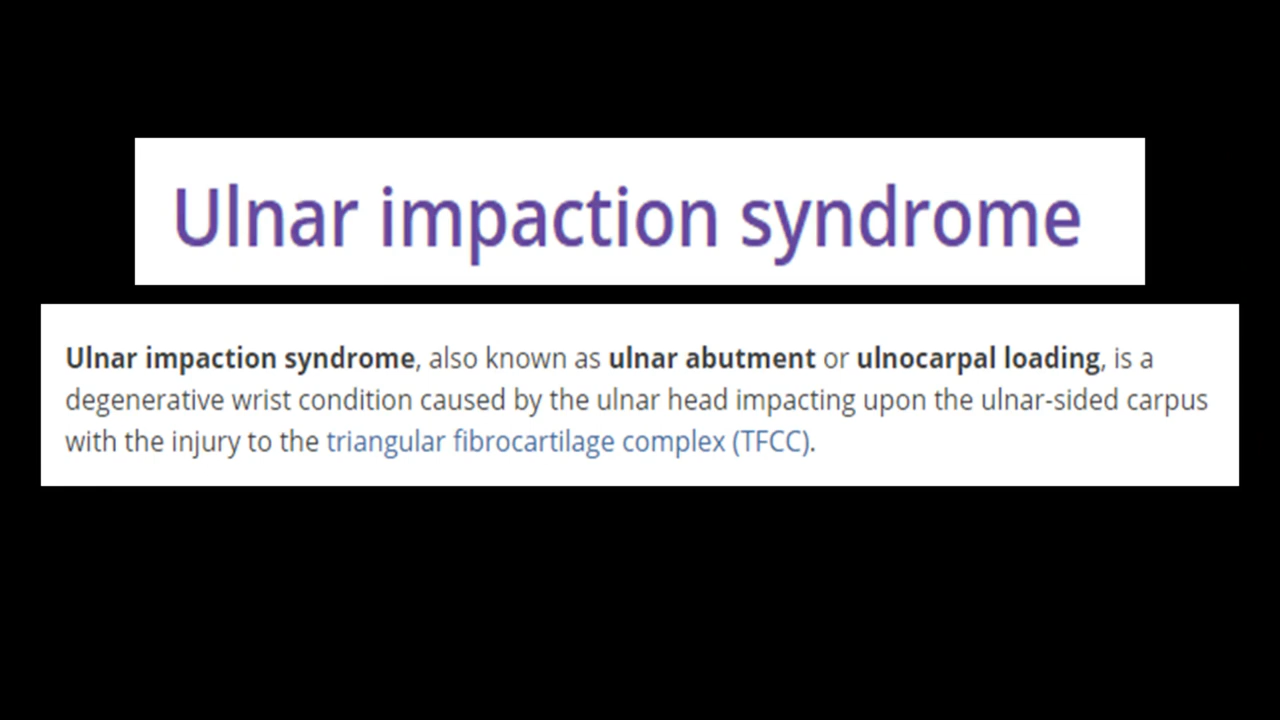 Ulnar impaction syndrome
Ulnar impaction syndrome, also known as ulnar abutment or ulnocarpal loading, is a
degenerative wrist condition caused by the ulnar head impacting upon the ulnar-sided carpus
with the injury to the triangular fibrocartilage complex (TFCC).